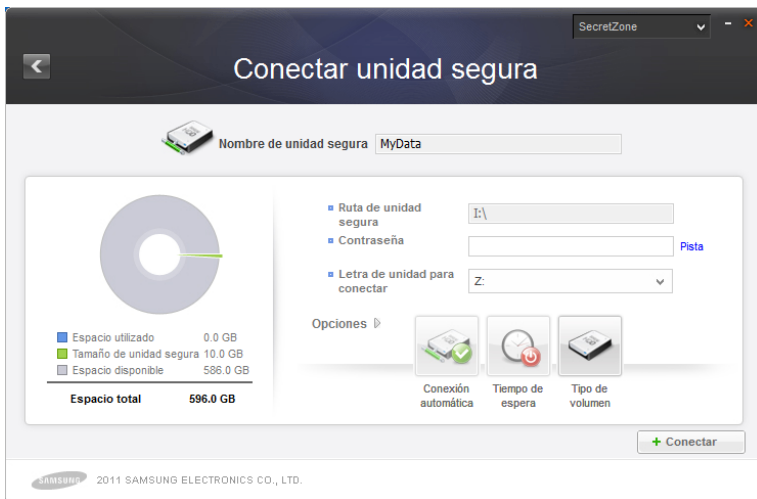 SecretZone
Conectar unidad segura
Nombre de unidad segura MyData
Ruta de unidad segura I:\
Contraseña Pista
Letra de unidad para conectar Z:
Opciones
Espacio utilizado 0.0 GB
Tamaño de unidad segura 10.0 GB
Espacio disponible 586.0 GB
Espacio total 596.0 GB
Conexión automática
Tiempo de espera
Tipo de volumen
+ Conectar
SAMSUNG 2011 SAMSUNG ELECTRONICS CO., LTD.